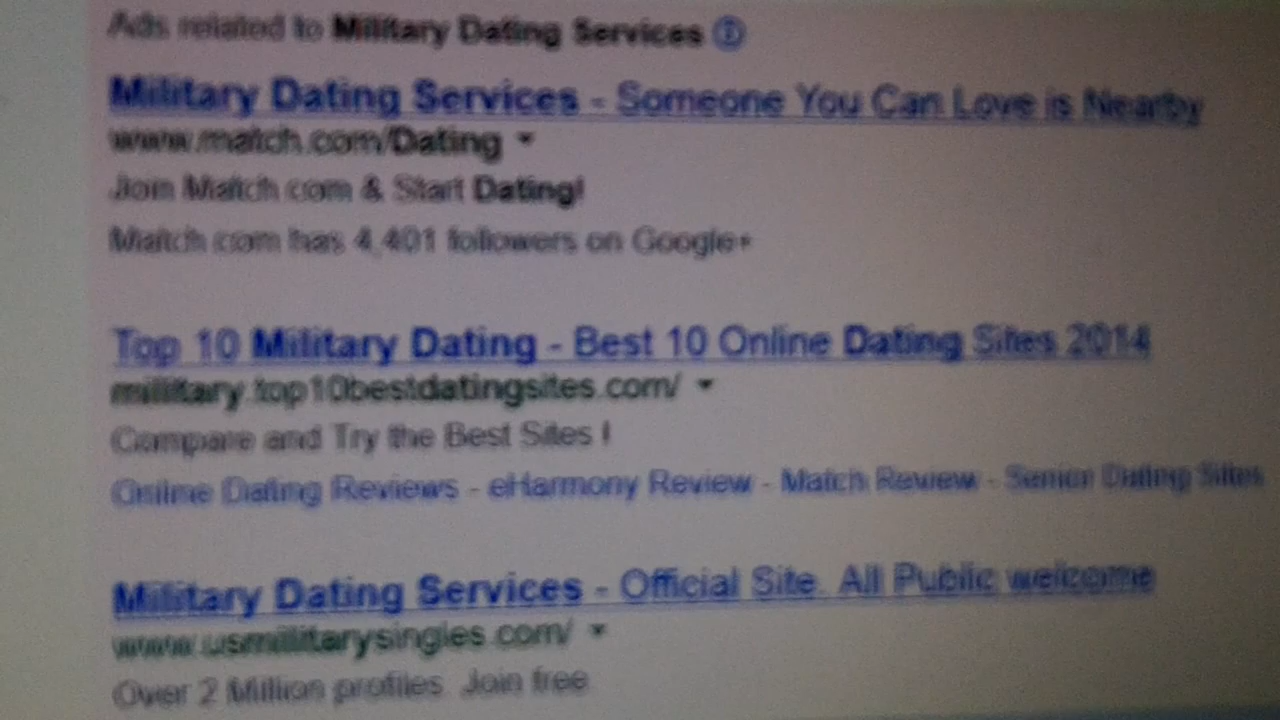 Ads related to Military Dating Services
Military Dating Services - Someone You Can Love is Nearby
www.match.com/Dating
Join Match.com & Start Dating!
Match.com has 4,401 followers on Google+
Top 10 Military Dating - Best 10 Online Dating Sites 2014
military.top10bestdatingsites.com/
Compare and Try the Best Sites !
Online Dating Reviews - eHarmony Review - Match Review - Senior Dating Sites
Military Dating Services - Official Site. All Public welcome
www.usmilitarysingles.com/
Over 2 Million profiles. Join free